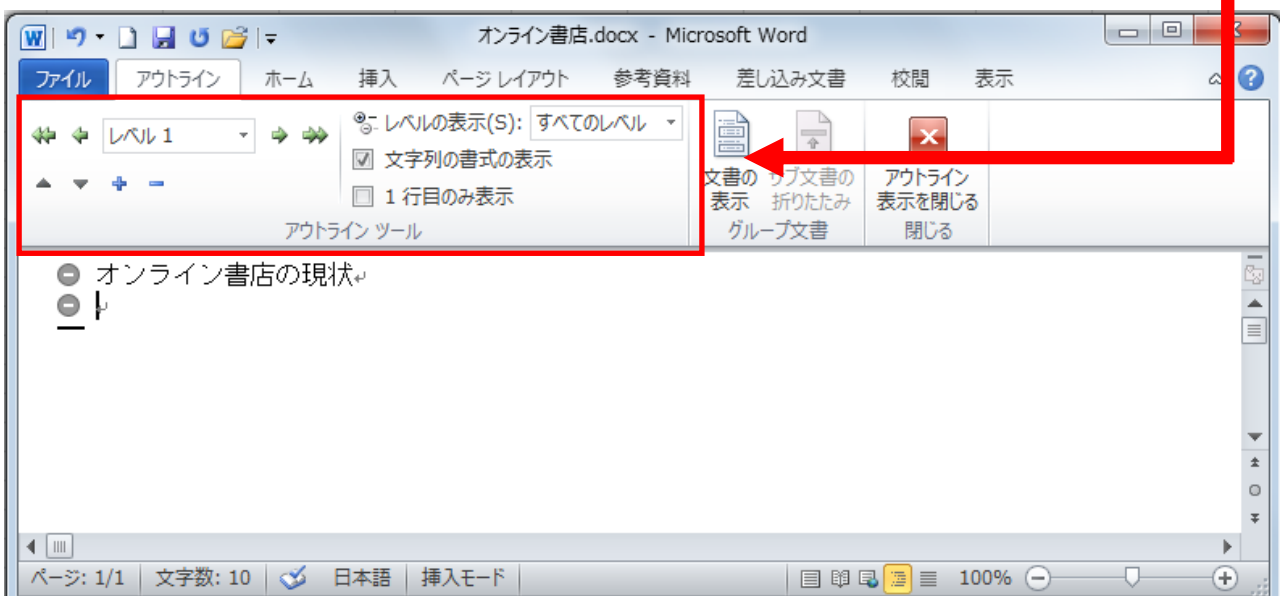 オンライン書店.docx - Microsoft Word
ファイル アウトライン ホーム 挿入 ページ レイアウト 参考資料 差し込み文書 校閲 表示
レベル 1
レベルの表示(S): すべてのレベル
文字列の書式の表示
1 行目のみ表示
アウトライン ツール
文書の
表示
サブ文書の
折りたたみ
グループ文書
アウトライン
表示を閉じる
閉じる
オンライン書店の現状
ページ: 1/1 文字数: 10 日本語 挿入モード 100%